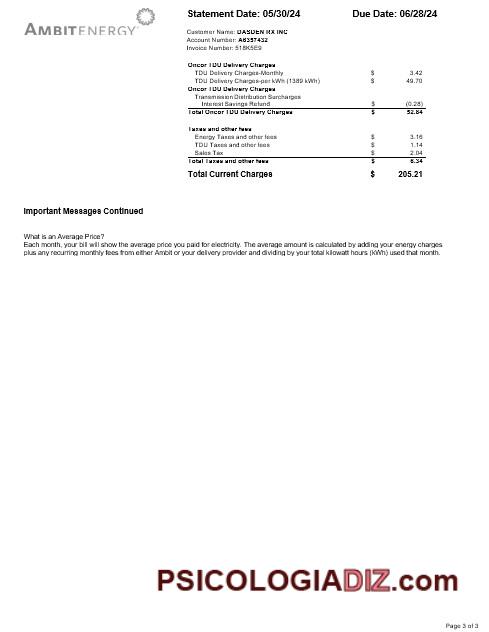 AMBITENERGY
Statement Date: 05/30/24 Due Date: 06/28/24
Customer Name: DASDEN RX INC
Account Number: A6357432
Invoice Number: 518K5E9
Oncor TDU Delivery Charges
TDU Delivery Charges-Monthly $ 3.42
TDU Delivery Charges-per kWh (1389 kWh) $ 49.70
Oncor TDU Delivery Charges
Transmission Distribution Surcharges
Interest Savings Refund $ (0.28)
Total Oncor TDU Delivery Charges $ 52.84
Taxes and other fees
Energy Taxes and other fees $ 3.16
TDU Taxes and other fees $ 1.14
Sales Tax $ 2.04
Total Taxes and other fees $ 6.34
Total Current Charges $ 205.21
Important Messages Continued
What is an Average Price?
Each month, your bill will show the average price you paid for electricity. The average amount is calculated by adding your energy charges
plus any recurring monthly fees from either Ambit or your delivery provider and dividing by your total kilowatt hours (kWh) used that month.
PSICOLOGIADIZ.com
Page 3 of 3